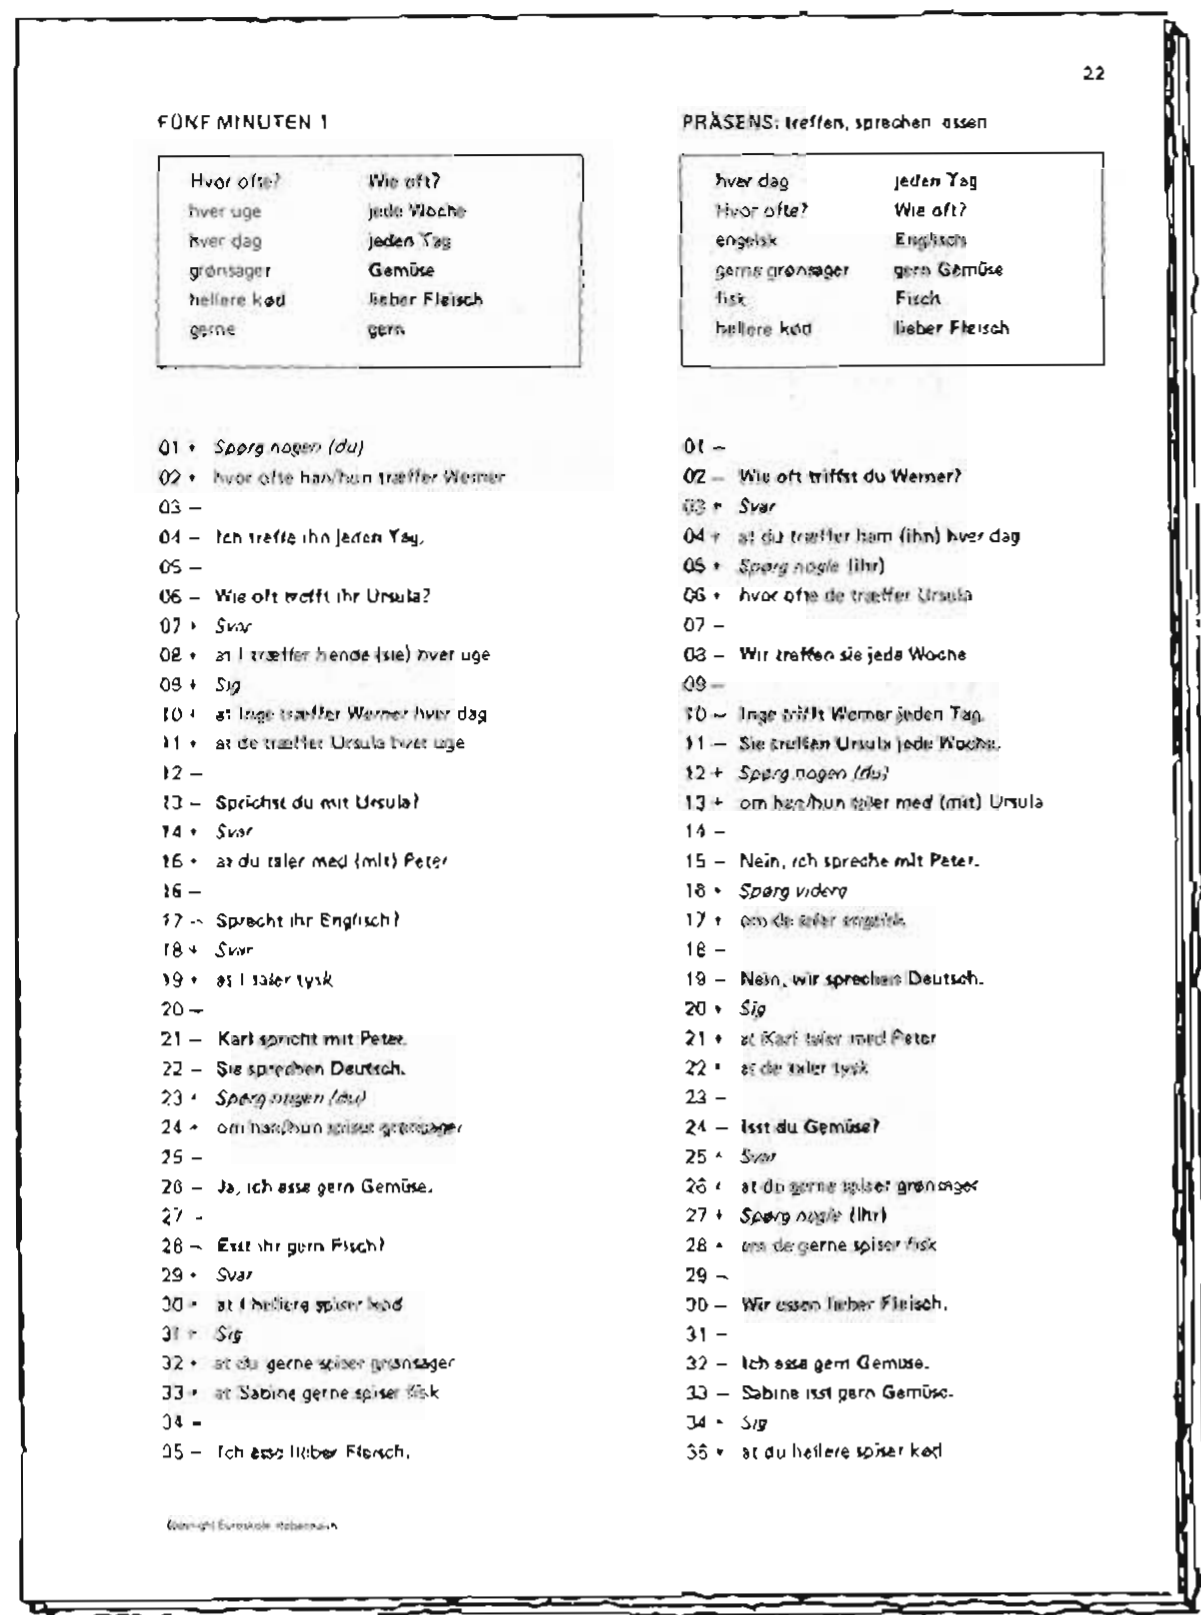 22
FÜNF MINUTEN 1
Hvor ofte? Wie oft?
hver uge jede Woche
hver dag jeden Tag
grønsager Gemüse
hellere kød lieber Fleisch
gerne gern
01 + Spørg nogen (du)
02 + hvor ofte han/hun træffer Werner
03 –
04 – Ich treffe ihn jeden Tag.
05 –
06 – Wie oft trefft ihr Ursula?
07 + Svar
08 + at I træffer hende (sie) hver uge
09 + Sig
10 + at Inge træffer Werner hver dag
11 + at de træffer Ursula hver uge
12 –
13 – Sprichst du mit Ursula?
14 + Svar
15 + at du taler med (mit) Peter
16 –
17 – Sprecht ihr Englisch?
18 + Svar
19 + at I taler tysk
20 –
21 – Karl spricht mit Peter.
22 – Sie sprechen Deutsch.
23 + Spørg nogen (du)
24 + om han/hun spiser grønsager
25 –
26 – Ja, ich esse gern Gemüse.
27 –
28 – Esst ihr gern Fisch?
29 + Svar
30 + at I hellere spiser kød
31 + Sig
32 + at du gerne spiser grønsager
33 + at Sabine gerne spiser fisk
34 –
35 – Ich esse lieber Fleisch.
PRÄSENS: treffen, sprechen essen
hver dag jeden Tag
Hvor ofte? Wie oft?
engelsk Englisch
gerne grønsager gern Gemüse
fisk Fisch
hellere kød lieber Fleisch
01 –
02 – Wie oft triffst du Werner?
03 + Svar
04 + at du træffer ham (ihn) hver dag
05 + Spørg nogle (ihr)
06 + hvor ofte de træffer Ursula
07 –
08 – Wir treffen sie jede Woche
09 –
10 – Inge trifft Werner jeden Tag.
11 – Sie treffen Ursula jede Woche.
12 + Spørg nogen (du)
13 + om han/hun taler med (mit) Ursula
14 –
15 – Nein, ich spreche mit Peter.
16 + Spørg videre
17 + om de taler engelsk
18 –
19 – Nein, wir sprechen Deutsch.
20 + Sig
21 + at Karl taler med Peter
22 + at de taler tysk
23 –
24 – Isst du Gemüse?
25 + Svar
26 + at du gerne spiser grønsager
27 + Spørg nogle (ihr)
28 + om de gerne spiser fisk
29 –
30 – Wir essen lieber Fleisch.
31 –
32 – Ich esse gern Gemüse.
33 – Sabine isst gern Gemüse.
34 + Sig
35 + at du hellere spiser kød
Copyright Euroskole